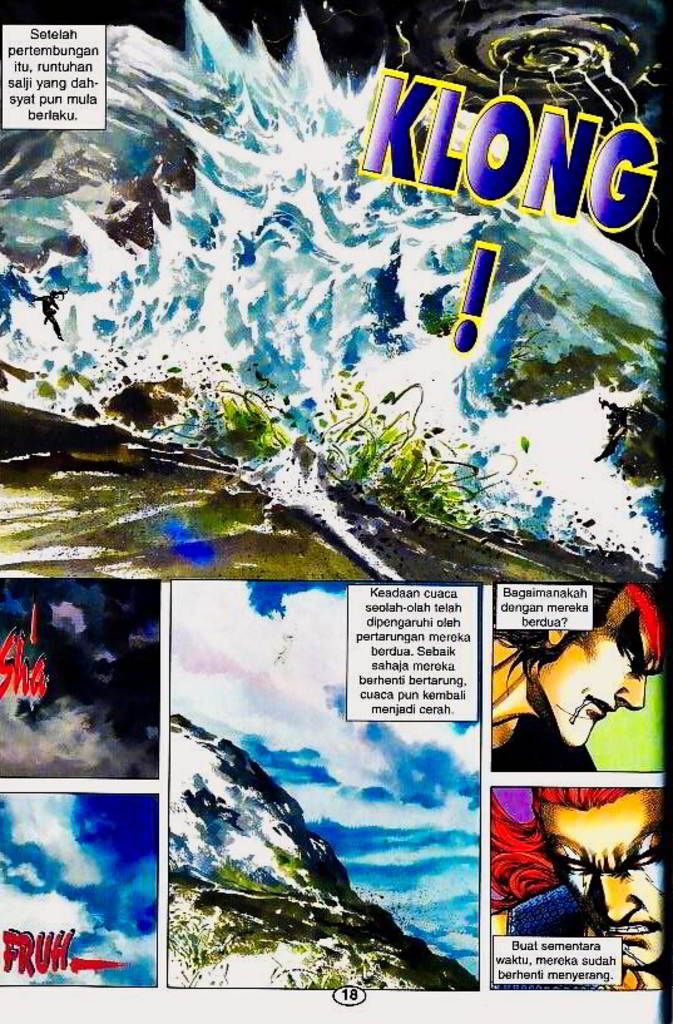 Setelah
pertembungan
itu, runtuhan
salji yang dah-
syat pun mula
berlaku.
KLONG
!
Sha
!
Keadaan cuaca
seolah-olah telah
dipengaruhi oleh
pertarungan mereka
berdua. Sebaik
sahaja mereka
berhenti bertarung,
cuaca pun kembali
menjadi cerah.
Bagaimanakah
dengan mereka
berdua?
FRUH
Buat sementara
waktu, mereka sudah
berhenti menyerang.
18